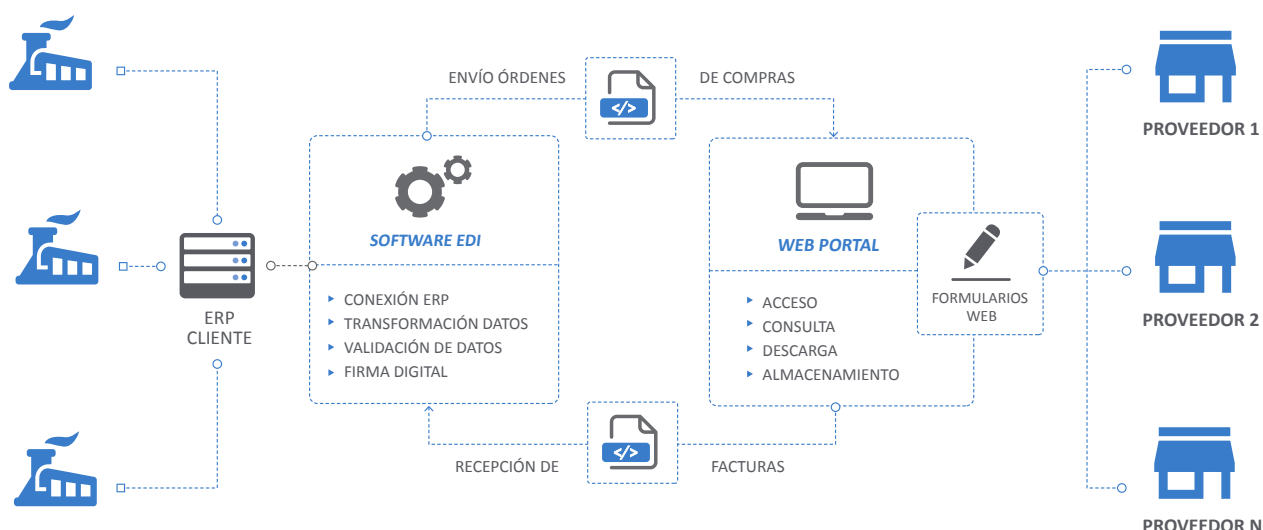 ENVÍO ÓRDENES
</>
DE COMPRAS
PROVEEDOR 1
SOFTWARE EDI
WEB PORTAL
CONEXIÓN ERP
TRANSFORMACIÓN DATOS
VALIDACIÓN DE DATOS
FIRMA DIGITAL
ACCESO
CONSULTA
DESCARGA
ALMACENAMIENTO
FORMULARIOS
WEB
ERP
CLIENTE
PROVEEDOR 2
RECEPCIÓN DE
</>
FACTURAS
PROVEEDOR N